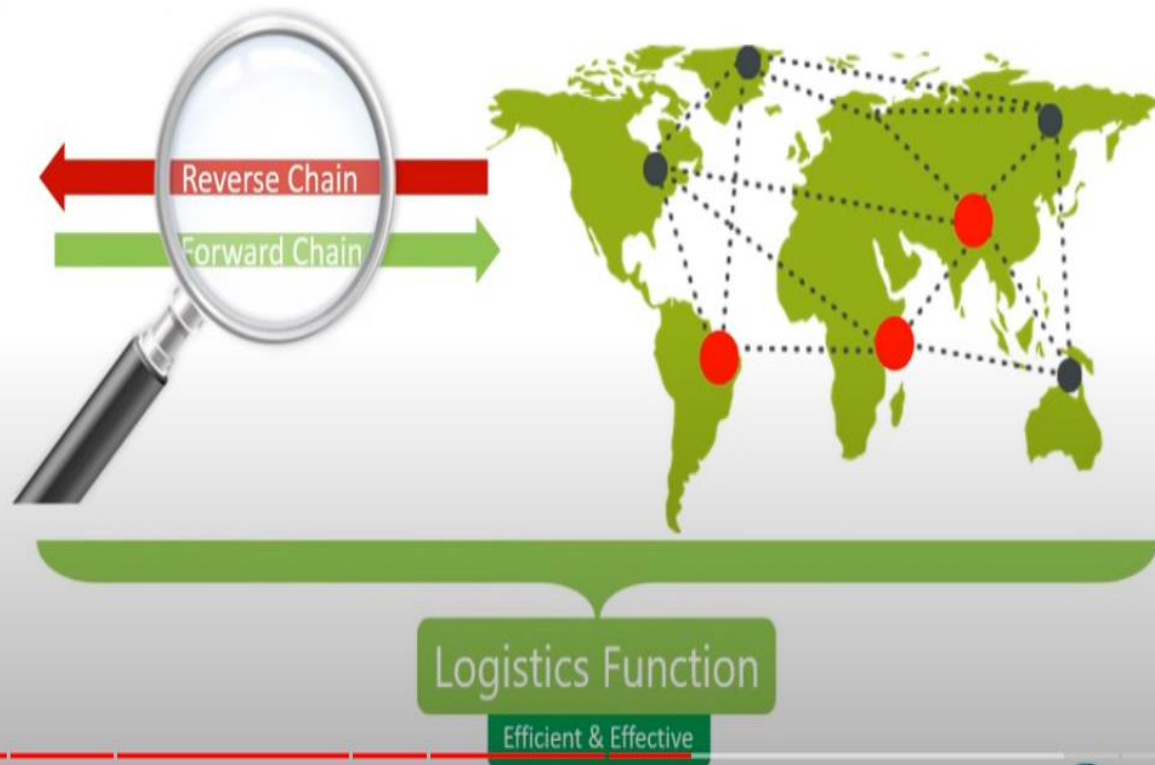 Reverse Chain
Forward Chain
Logistics Function
Efficient & Effective